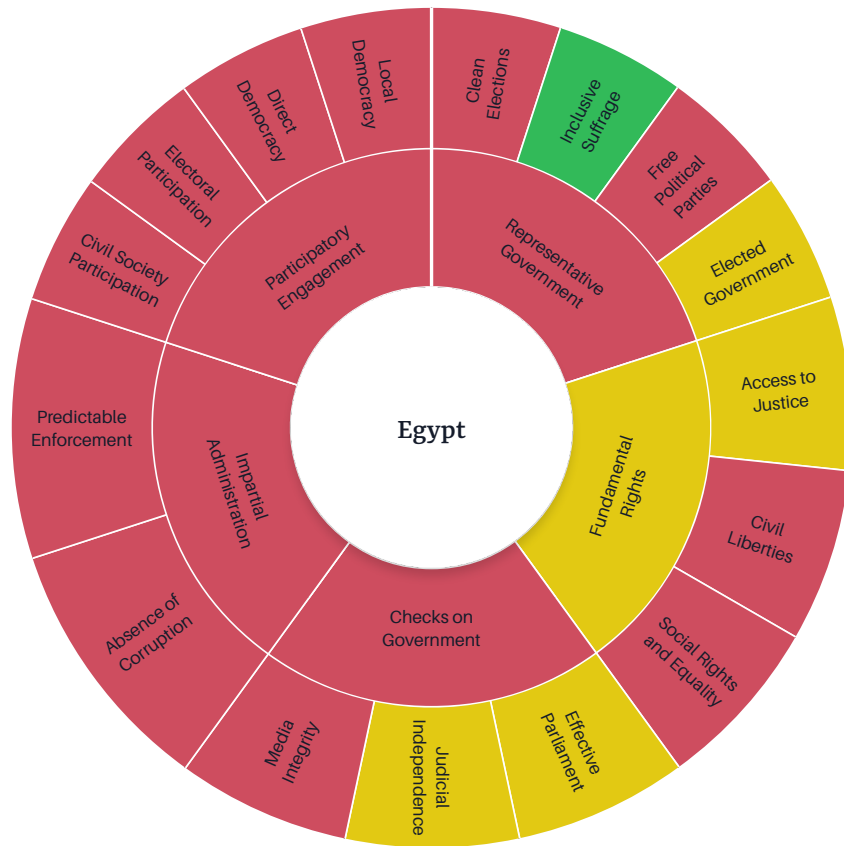 Egypt
Representative
Government
Clean
Elections
Inclusive
Suffrage
Free
Political
Parties
Elected
Government
Fundamental
Rights
Access to
Justice
Civil
Liberties
Social Rights
and Equality
Checks on
Government
Effective
Parliament
Judicial
Independence
Media
Integrity
Impartial
Administration
Absence of
Corruption
Predictable
Enforcement
Participatory
Engagement
Civil Society
Participation
Electoral
Participation
Direct
Democracy
Local
Democracy